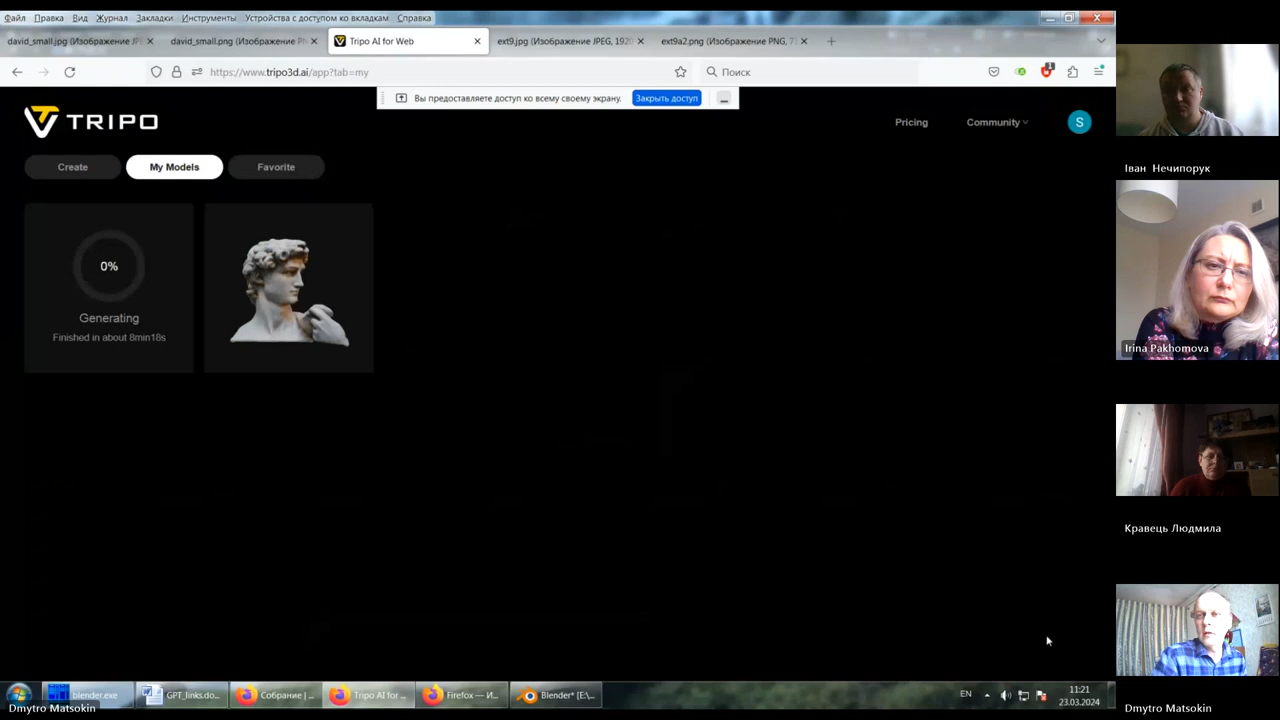 Файл Правка Вид Журнал Закладки Инструменты Устройства с доступом ко вкладкам Справка
david_small.jpg (Изображение JPE
david_small.png (Изображение PN
Tripo AI for Web
ext9.jpg (Изображение JPEG, 1920
ext9a2.png (Изображение PNG, 7
https://www.tripo3d.ai/app?tab=my
Поиск
1
Вы предоставляете доступ ко всему своему экрану.
Закрыть доступ
TRIPO
Pricing
Community
S
Create
My Models
Favorite
0%
Generating
Finished in about 8min18s
Іван Нечипорук
Irina Pakhomova
Кравець Людмила
Dmytro Matsokin
blender.exe
GPT_links.do...
Собрание | ...
Tripo AI for ...
Firefox — И...
Blender* [E:\...
EN
11:21
23.03.2024
Dmytro Matsokin